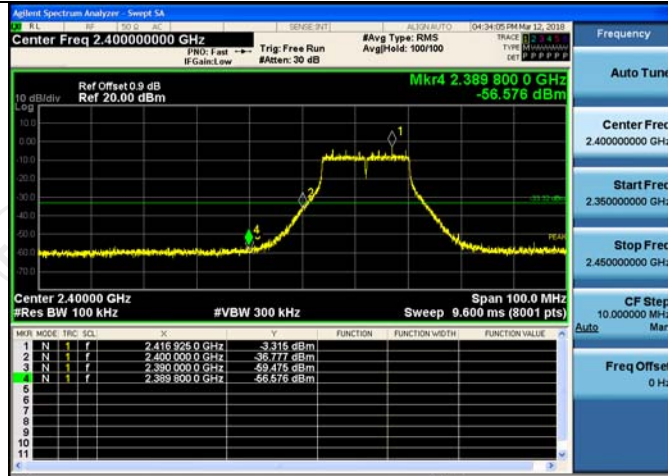 Agilent Spectrum Analyzer - Swept SA
RL RF 50 Ω AC SENSE:INT ALIGNAUTO 04:34:05 PM Mar 12, 2018
Center Freq 2.400000000 GHz
PNO: Fast
IFGain:Low
Trig: Free Run
#Atten: 30 dB
#Avg Type: RMS
Avg|Hold: 100/100
TRACE 1 2 3 4 5 6
TYPE M
DET P P P P P P
Ref Offset 0.9 dB
10 dB/div Ref 20.00 dBm
Log
Mkr4 2.389 800 0 GHz
-56.576 dBm
10.0
0.00
-10.0
-20.0
-30.0
-40.0
-50.0
-60.0
-70.0
1
2
4
PEAK
Center 2.40000 GHz Span 100.0 MHz
#Res BW 100 kHz #VBW 300 kHz Sweep 9.600 ms (8001 pts)
MKR MODE TRC SCL X Y FUNCTION FUNCTION WIDTH FUNCTION VALUE
1 N 1 f 2.416 925 0 GHz -3.315 dBm
2 N 1 f 2.400 000 0 GHz -36.777 dBm
3 N 1 f 2.390 000 0 GHz -59.475 dBm
4 N 1 f 2.389 800 0 GHz -56.576 dBm
5
6
7
8
9
10
11
Frequency
Auto Tune
Center Freq
2.400000000 GHz
Start Freq
2.350000000 GHz
Stop Freq
2.450000000 GHz
CF Step
10.000000 MHz
Auto Man
Freq Offset
0 Hz